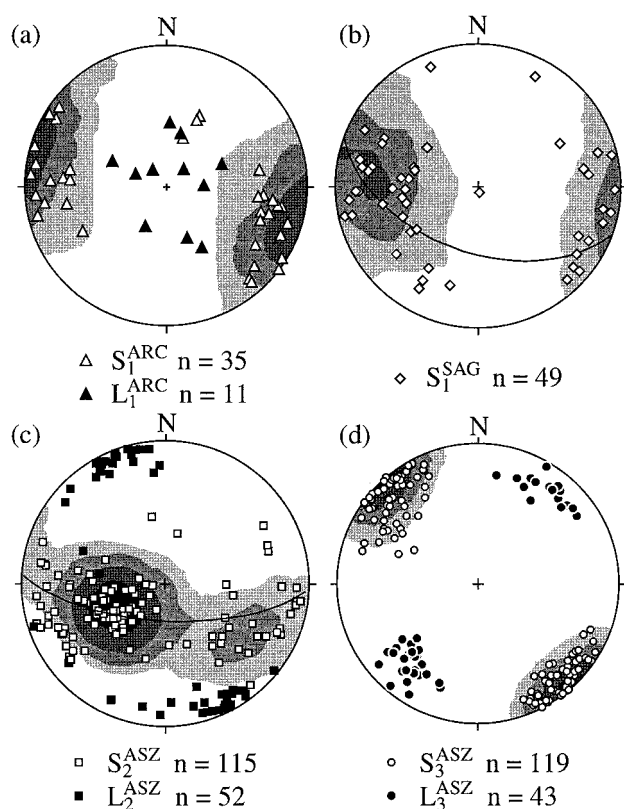 (a) N (b) N
△ S₁ᴬᴿᶜ n = 35
▲ L₁ᴬᴿᶜ n = 11
◇ S₁ˢᴬᴳ n = 49
(c) N (d) N
□ S₂ᴬˢᶻ n = 115
■ L₂ᴬˢᶻ n = 52
○ S₃ᴬˢᶻ n = 119
● L₃ᴬˢᶻ n = 43